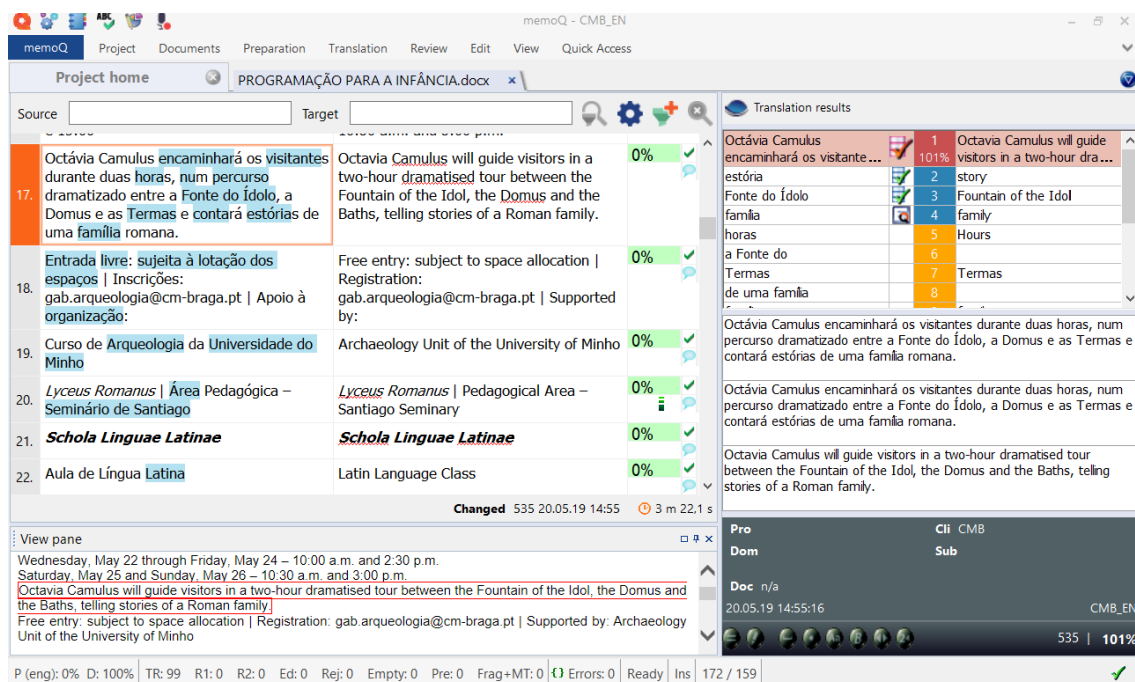 ABC
memoQ - CMB_EN
memoQ Project Documents Preparation Translation Review Edit View Quick Access
Project home
PROGRAMAÇÃO PARA A INFÂNCIA.docx
Source
Target
17.
Octávia Camulus encaminhará os visitantes
durante duas horas, num percurso
dramatizado entre a Fonte do Ídolo, a
Domus e as Termas e contará estórias de
uma família romana.
Octavia Camulus will guide visitors in a
two-hour dramatised tour between the
Fountain of the Idol, the Domus and the
Baths, telling stories of a Roman family.
0%
18.
Entrada livre: sujeita à lotação dos
espaços | Inscrições:
gab.arqueologia@cm-braga.pt | Apoio à
organização:
Free entry: subject to space allocation |
Registration:
gab.arqueologia@cm-braga.pt | Supported
by:
0%
19.
Curso de Arqueologia da Universidade do
Minho
Archaeology Unit of the University of Minho
0%
20.
Lyceus Romanus | Área Pedagógica –
Seminário de Santiago
Lyceus Romanus | Pedagogical Area –
Santiago Seminary
0%
21.
Schola Linguae Latinae
Schola Linguae Latinae
0%
22.
Aula de Língua Latina
Latin Language Class
0%
Changed 535 20.05.19 14:55 3 m 22,1 s
View pane
Wednesday, May 22 through Friday, May 24 – 10:00 a.m. and 2:30 p.m.
Saturday, May 25 and Sunday, May 26 – 10:30 a.m. and 3:00 p.m.
Octavia Camulus will guide visitors in a two-hour dramatised tour between the Fountain of the Idol, the Domus and
the Baths, telling stories of a Roman family.
Free entry: subject to space allocation | Registration: gab.arqueologia@cm-braga.pt | Supported by: Archaeology
Unit of the University of Minho
Translation results
Octávia Camulus
encaminhará os visitante...
1
101%
Octavia Camulus will guide
visitors in a two-hour dra...
estória 2 story
Fonte do Ídolo 3 Fountain of the Idol
família 4 family
horas 5 Hours
a Fonte do 6
Termas 7 Termas
de uma família 8
Octávia Camulus encaminhará os visitantes durante duas horas, num
percurso dramatizado entre a Fonte do Ídolo, a Domus e as Termas e
contará estórias de uma família romana.
Octávia Camulus encaminhará os visitantes durante duas horas, num
percurso dramatizado entre a Fonte do Ídolo, a Domus e as Termas e
contará estórias de uma família romana.
Octavia Camulus will guide visitors in a two-hour dramatised tour
between the Fountain of the Idol, the Domus and the Baths, telling
stories of a Roman family.
Pro Cli CMB
Dom Sub
Doc n/a
20.05.19 14:55:16 CMB_EN
535 | 101%
P (eng): 0% D: 100% TR: 99 R1: 0 R2: 0 Ed: 0 Rej: 0 Empty: 0 Pre: 0 Frag+MT: 0 Errors: 0 Ready Ins 172 / 159